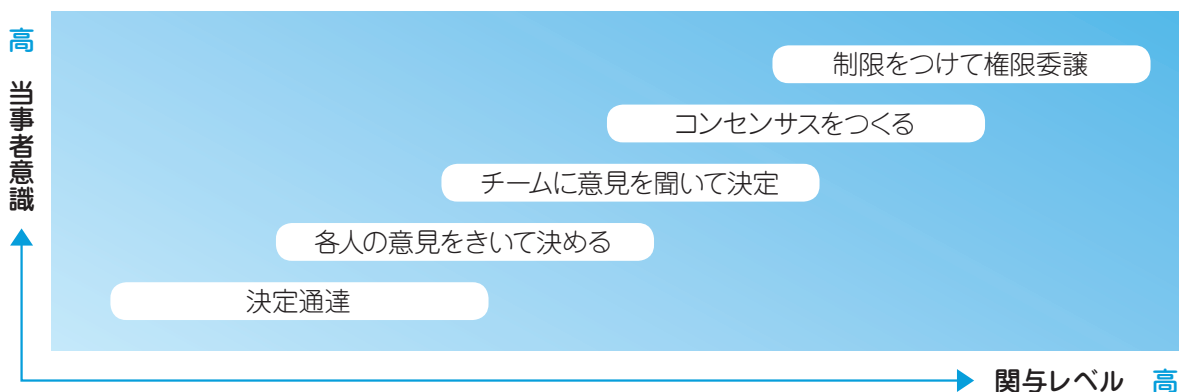 高
当事者意識
制限をつけて権限委譲
コンセンサスをつくる
チームに意見を聞いて決定
各人の意見をきいて決める
決定通達
関与レベル 高